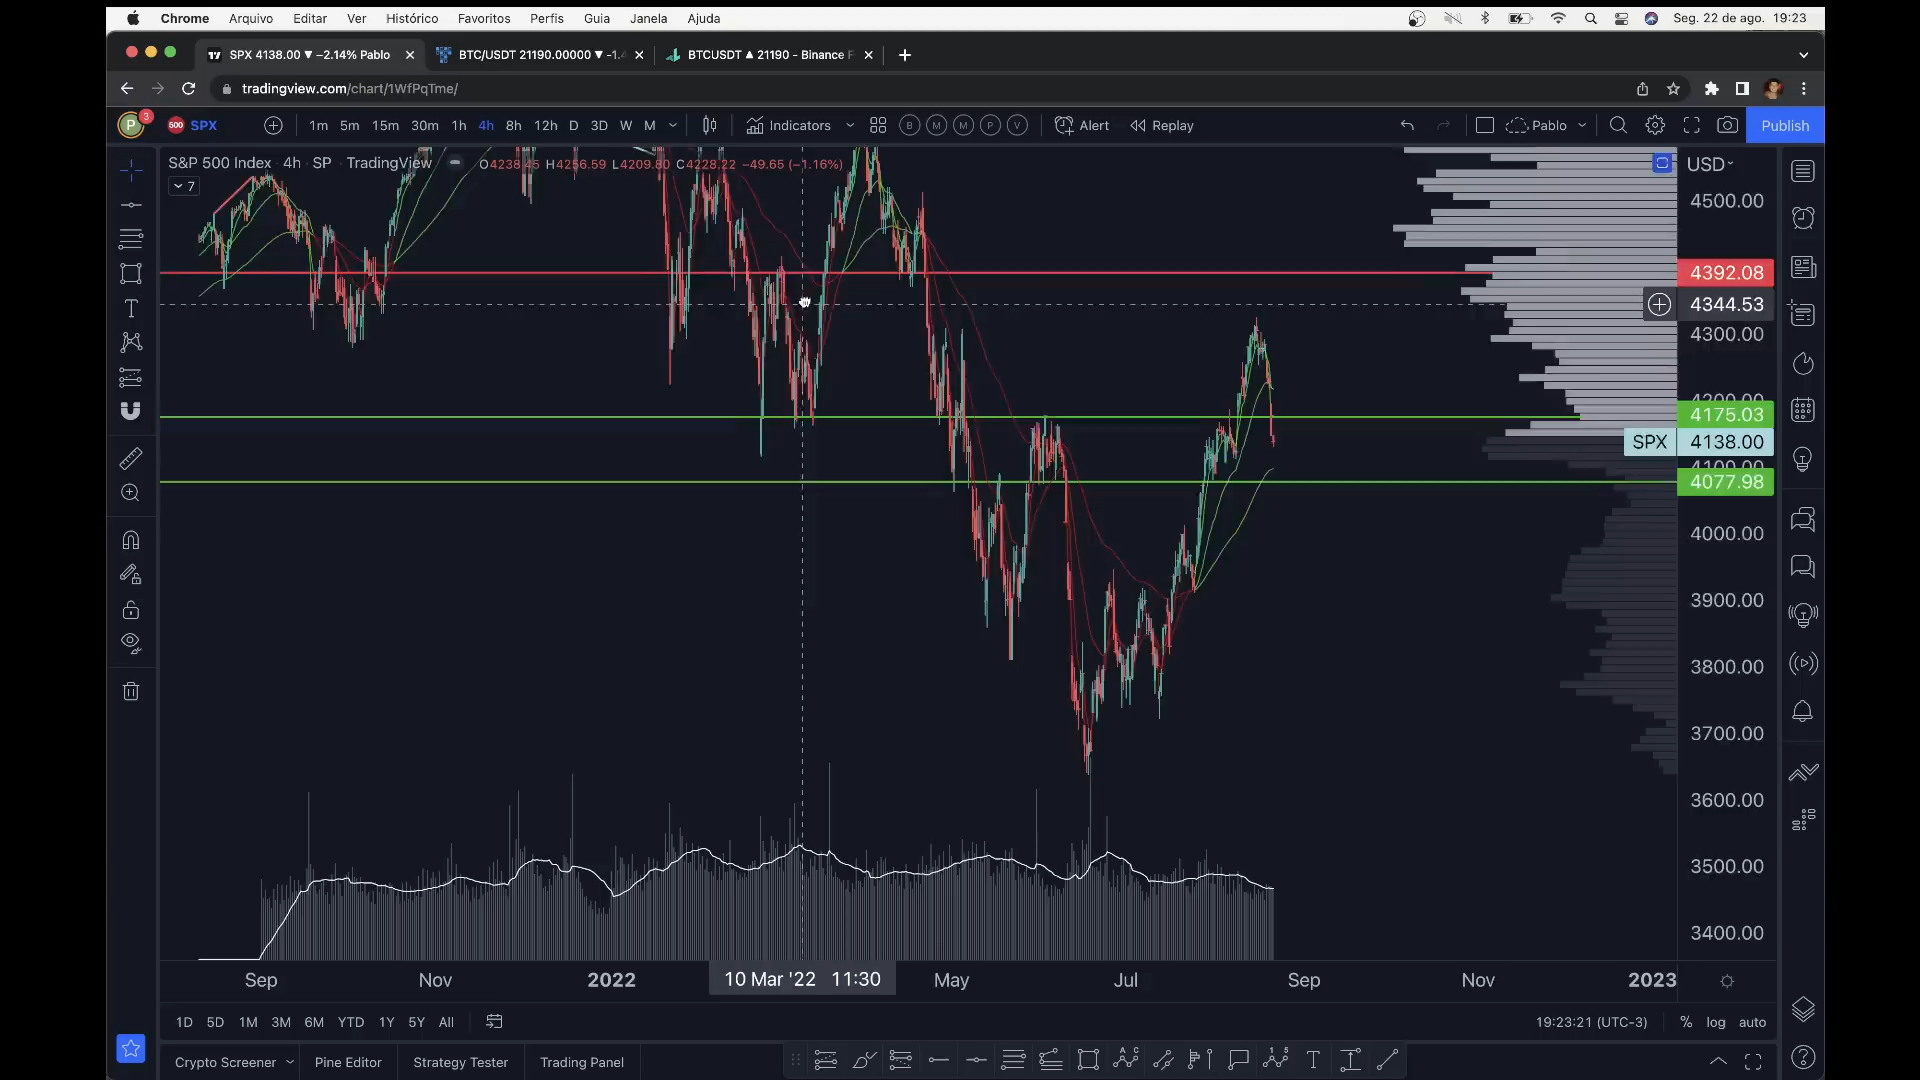 Chrome Arquivo Editar Ver Histórico Favoritos Perfis Guia Janela Ajuda Seg. 22 de ago. 19:23
SPX 4138.00 ▼ −2.14% Pablo BTC/USDT 21190.00000 ▼ -1. BTCUSDT ▲ 21190 - Binance F
tradingview.com/chart/1WfPqTme/
P 3 500 SPX 1m 5m 15m 30m 1h 4h 8h 12h D 3D W M Indicators B M M P V Alert Replay Pablo Publish
S&P 500 Index · 4h · SP · TradingView O4238.45 H4256.59 L4209.80 C4228.22 −49.65 (−1.16%) USD
7
4500.00
4392.08
4344.53
4300.00
4200.00
4175.03
SPX 4138.00
4100.00
4077.98
4000.00
3900.00
3800.00
3700.00
3600.00
3500.00
3400.00
Sep Nov 2022 10 Mar '22 11:30 May Jul Sep Nov 2023
1D 5D 1M 3M 6M YTD 1Y 5Y All 19:23:21 (UTC-3) % log auto
Crypto Screener Pine Editor Strategy Tester Trading Panel